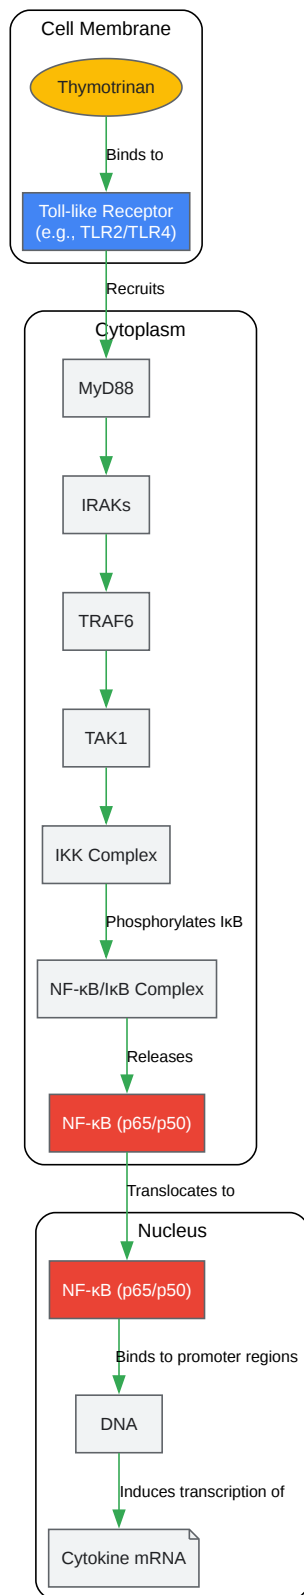 Cell Membrane
Thymotrinan
Binds to
Toll-like Receptor
(e.g., TLR2/TLR4)
Recruits
Cytoplasm
MyD88
IRAKs
TRAF6
TAK1
IKK Complex
Phosphorylates IκB
NF-κB/IκB Complex
Releases
NF-κB (p65/p50)
Translocates to
Nucleus
NF-κB (p65/p50)
Binds to promoter regions
DNA
Induces transcription of
Cytokine mRNA